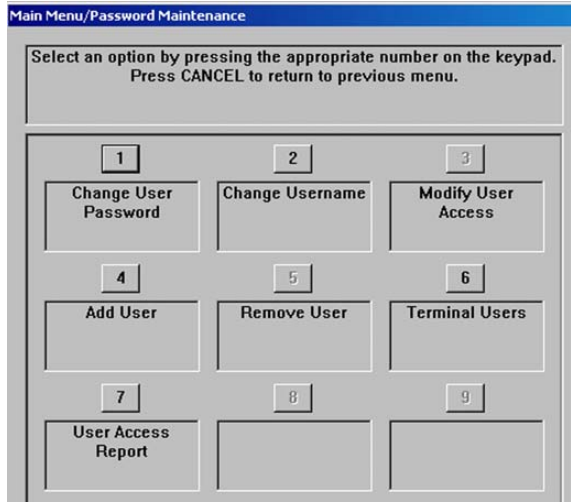 Main Menu/Password Maintenance
Select an option by pressing the appropriate number on the keypad.
Press CANCEL to return to previous menu.
1
2
3
Change User
Password
Change Username
Modify User
Access
4
5
6
Add User
Remove User
Terminal Users
7
8
9
User Access
Report